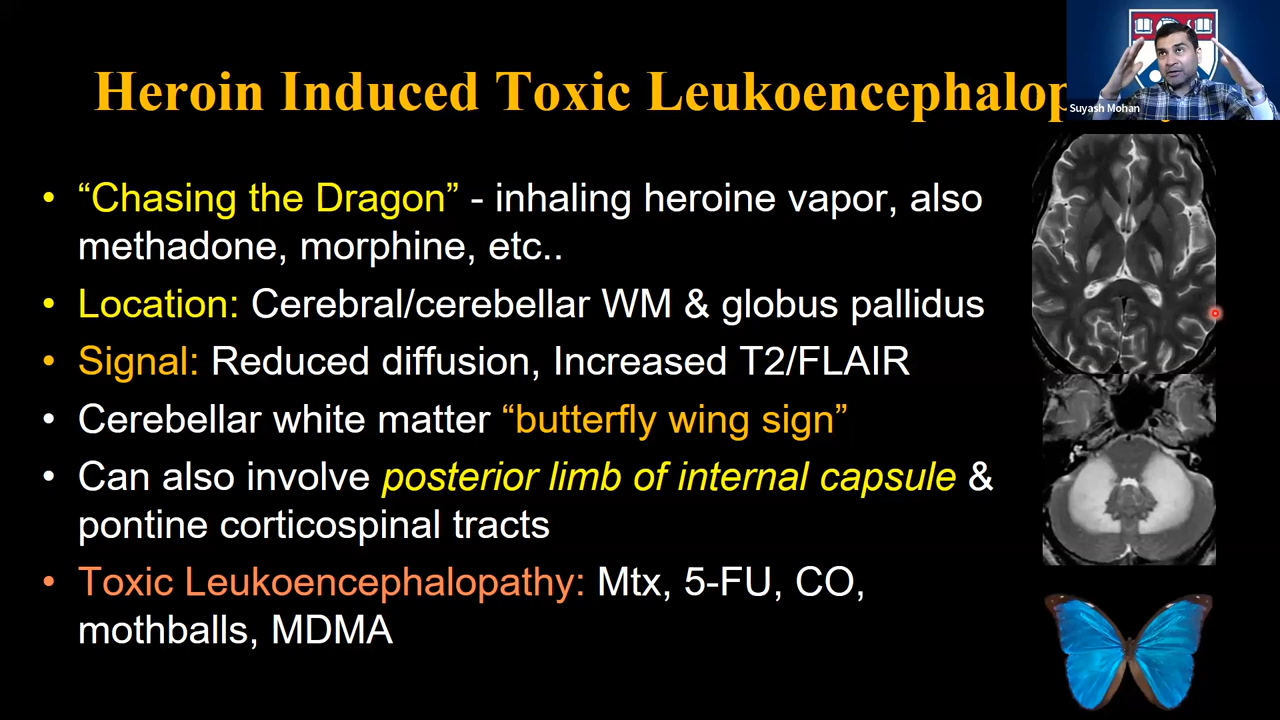 Heroin Induced Toxic Leukoencephalop
Suyash Mohan
• “Chasing the Dragon” - inhaling heroine vapor, also
methadone, morphine, etc..
• Location: Cerebral/cerebellar WM & globus pallidus
• Signal: Reduced diffusion, Increased T2/FLAIR
• Cerebellar white matter “butterfly wing sign”
• Can also involve posterior limb of internal capsule &
pontine corticospinal tracts
• Toxic Leukoencephalopathy: Mtx, 5-FU, CO,
mothballs, MDMA